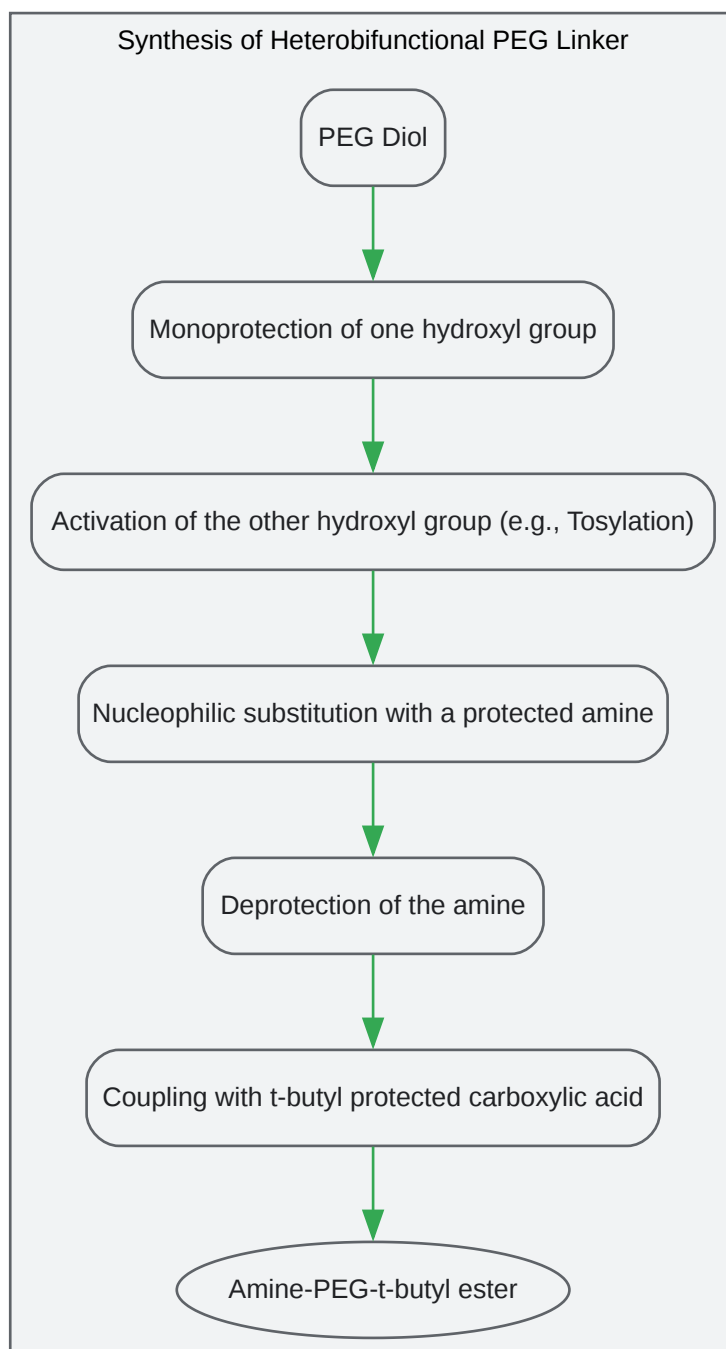 Synthesis of Heterobifunctional PEG Linker
PEG Diol
Monoprotection of one hydroxyl group
Activation of the other hydroxyl group (e.g., Tosylation)
Nucleophilic substitution with a protected amine
Deprotection of the amine
Coupling with t-butyl protected carboxylic acid
Amine-PEG-t-butyl ester